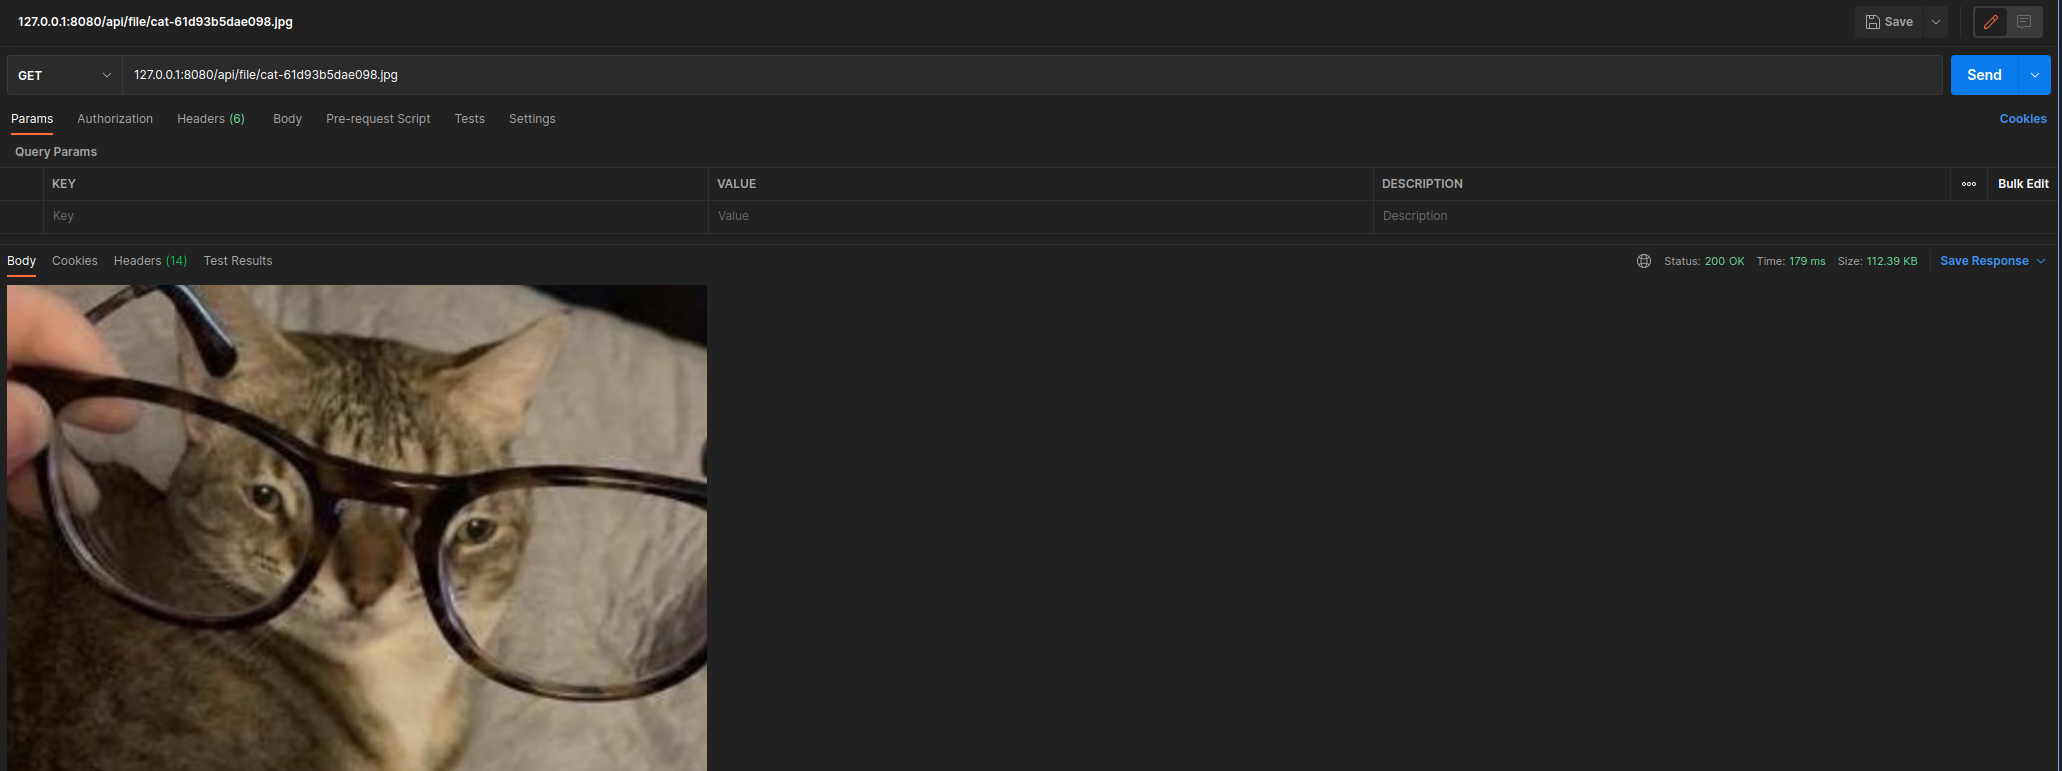 127.0.0.1:8080/api/file/cat-61d93b5dae098.jpg Save
GET 127.0.0.1:8080/api/file/cat-61d93b5dae098.jpg Send
Params Authorization Headers (6) Body Pre-request Script Tests Settings Cookies
Query Params
KEY VALUE DESCRIPTION Bulk Edit
Key Value Description
Body Cookies Headers (14) Test Results Status: 200 OK Time: 179 ms Size: 112.39 KB Save Response